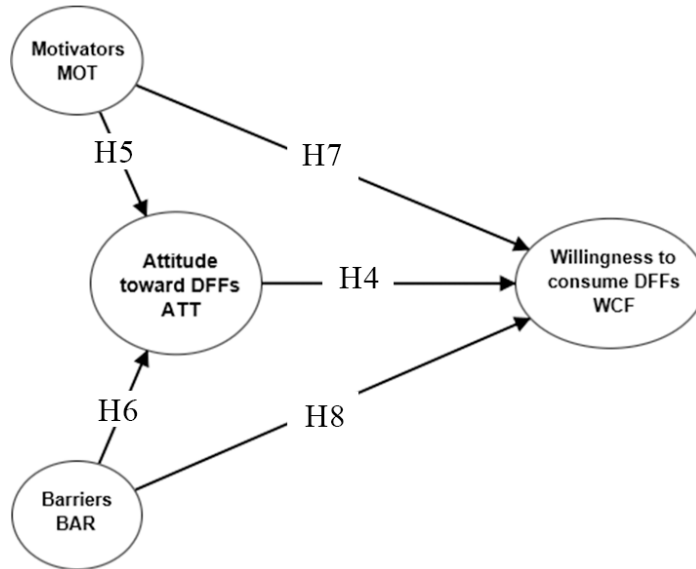 Motivators
MOT
H5
H7
Attitude
toward DFFs
ATT
H4
Willingness to
consume DFFs
WCF
H6
H8
Barriers
BAR